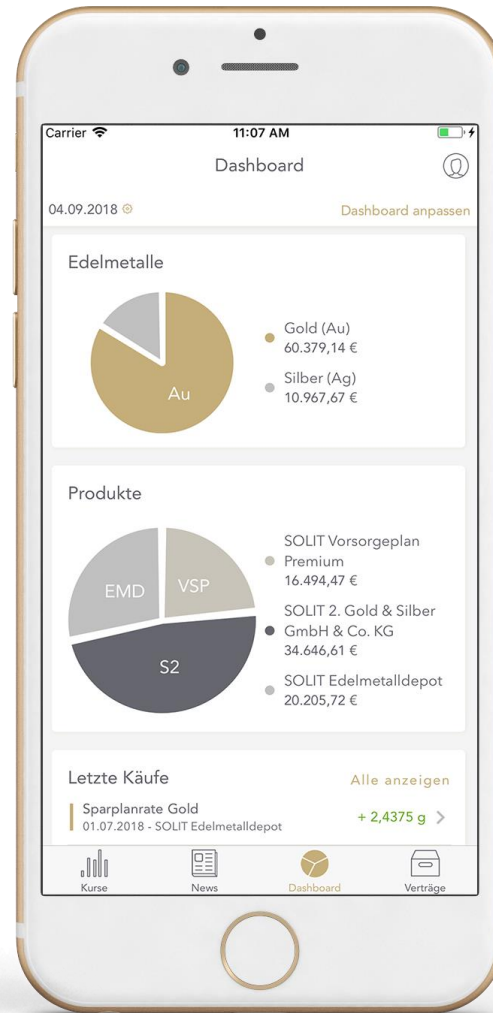 Carrier 11:07 AM
Dashboard
04.09.2018 Dashboard anpassen
Edelmetalle
Au
Gold (Au)
60.379,14 €
Silber (Ag)
10.967,67 €
Produkte
EMD VSP
S2
SOLIT Vorsorgeplan
Premium
16.494,47 €
SOLIT 2. Gold & Silber
GmbH & Co. KG
34.646,61 €
SOLIT Edelmetalldepot
20.205,72 €
Letzte Käufe Alle anzeigen
Sparplanrate Gold
01.07.2018 - SOLIT Edelmetalldepot
+ 2,4375 g
Kurse News Dashboard Verträge